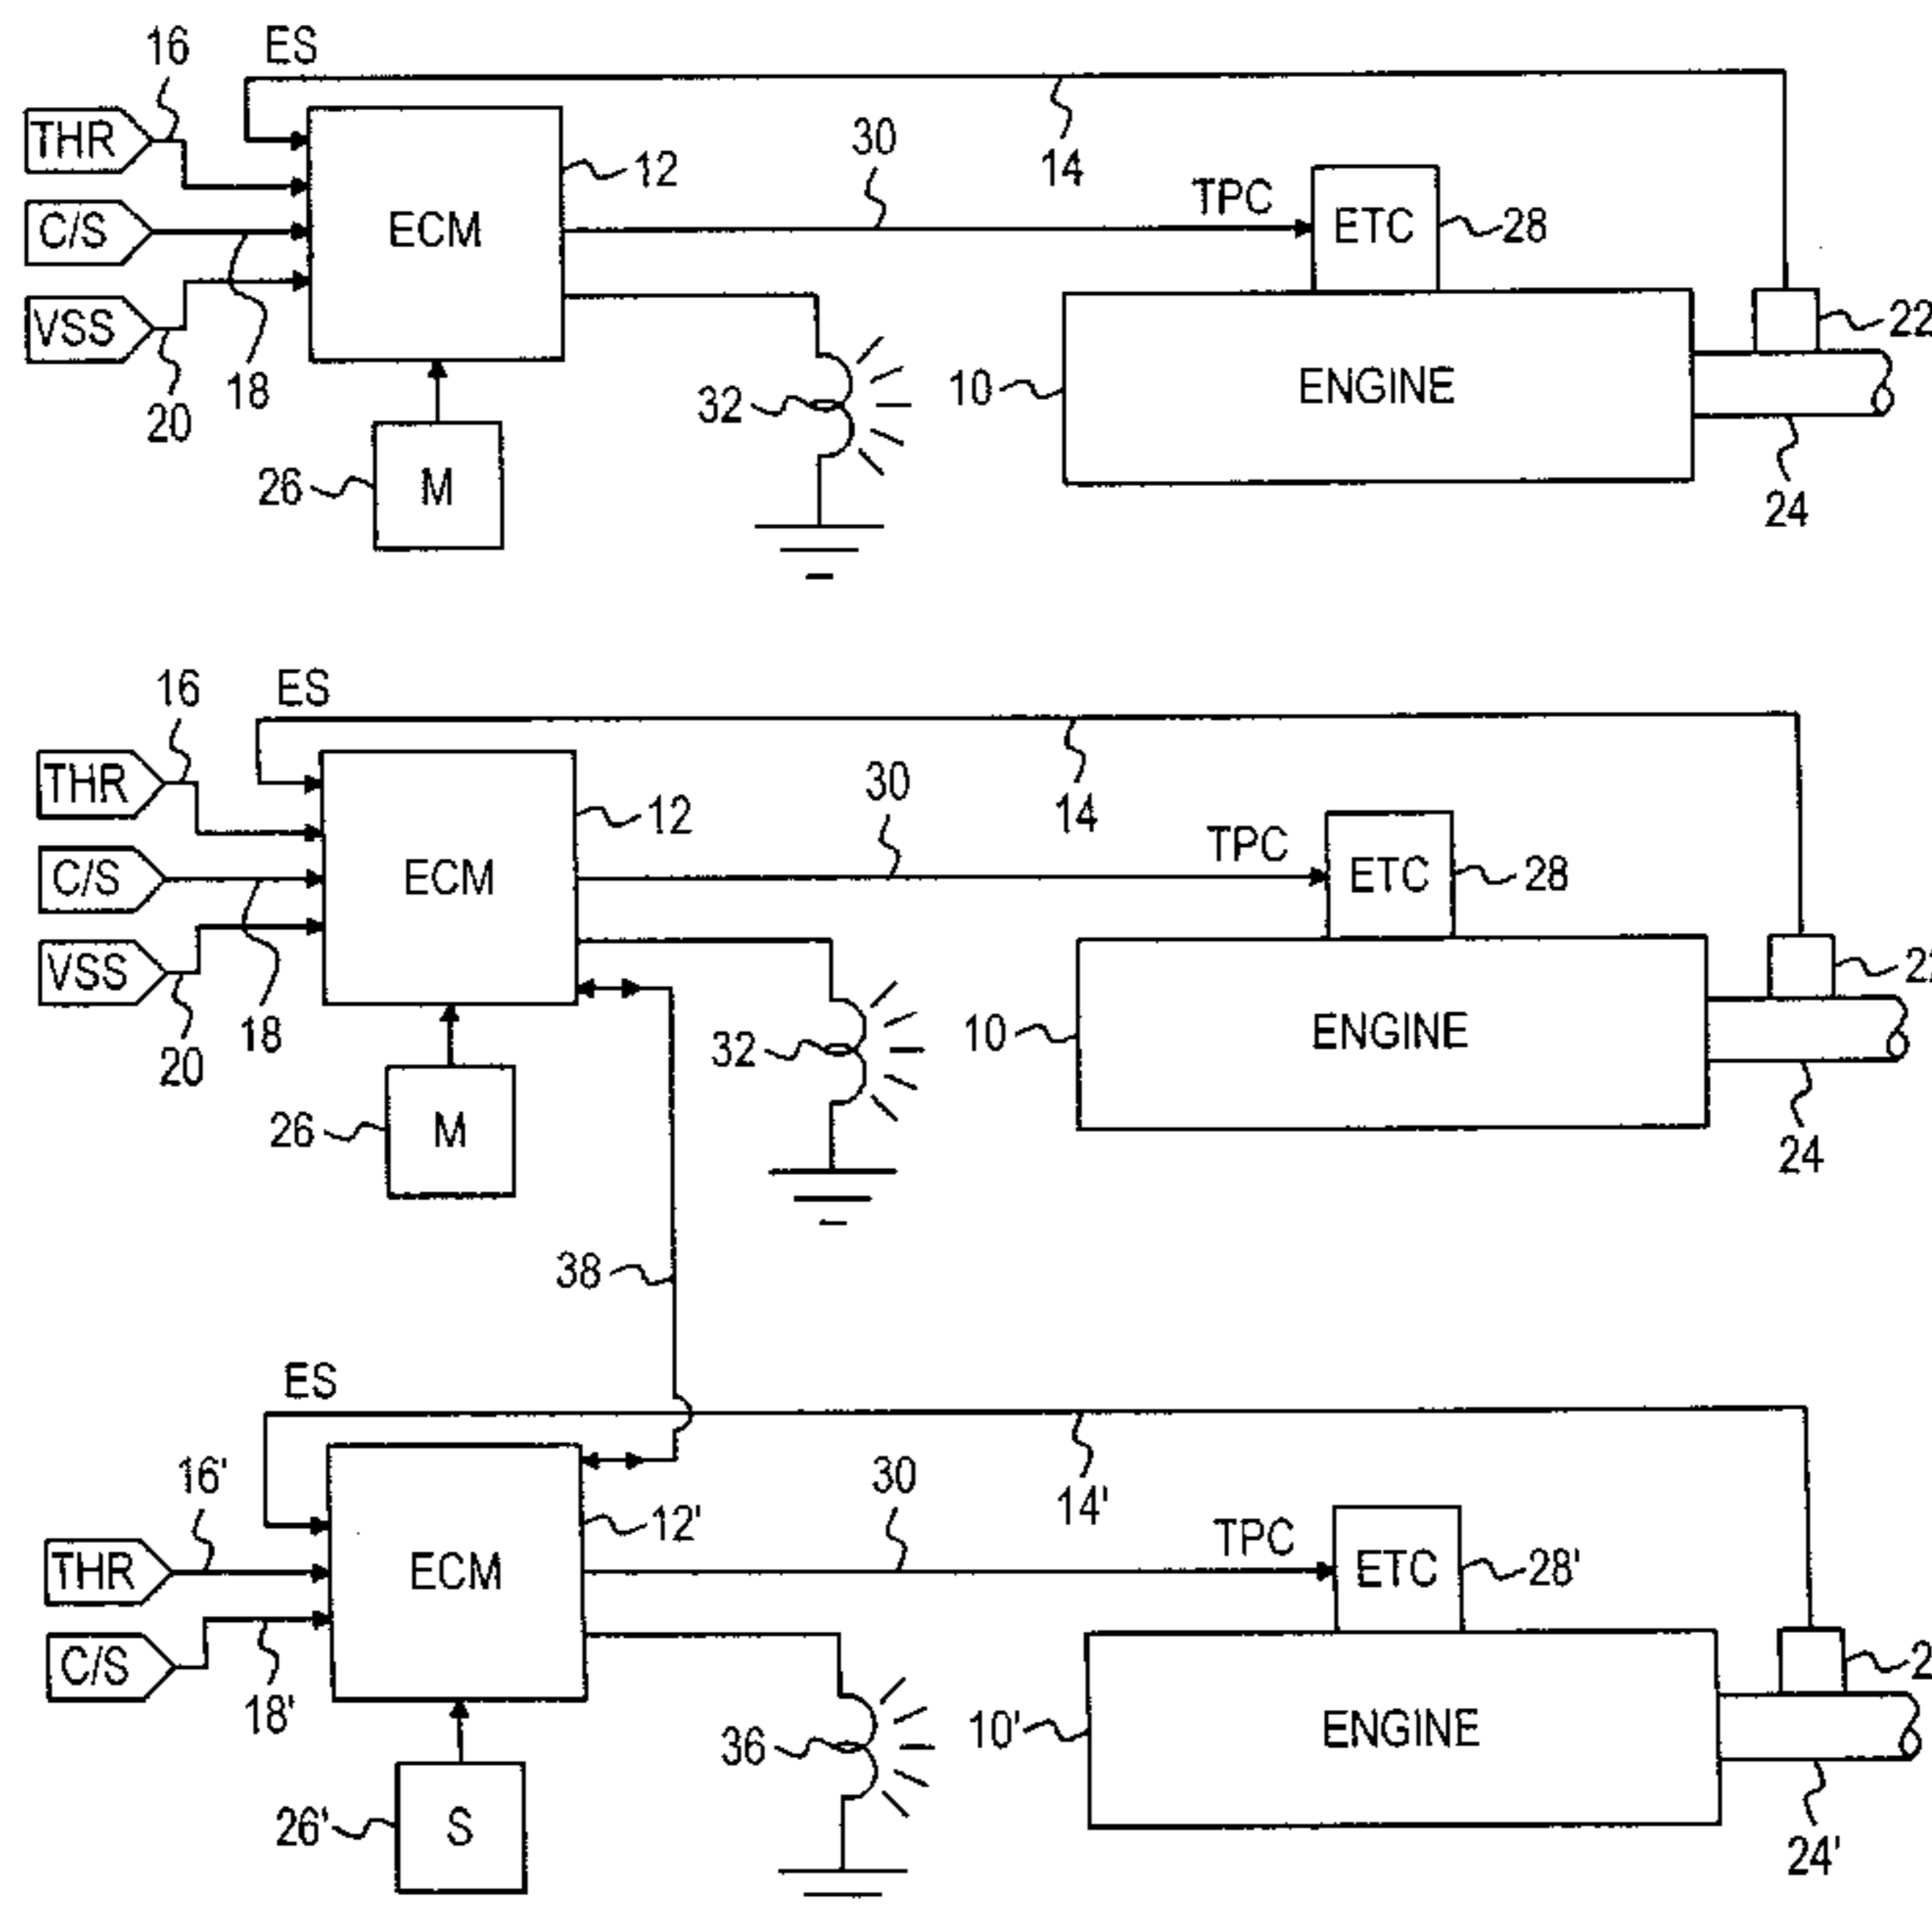 16 ES
THR
12
30
14
TPC
ETC
28
C/S
ECM
VSS
22
18
20
32
10
ENGINE
26
M
24
16 ES
THR
12
30
14
TPC
ETC
28
C/S
ECM
VSS
18
20
32
10
ENGINE
26
M
24
38
ES
16'
12'
30
14'
TPC
ETC
28'
THR
ECM
C/S
18'
36
10'
ENGINE
26'
S
24'